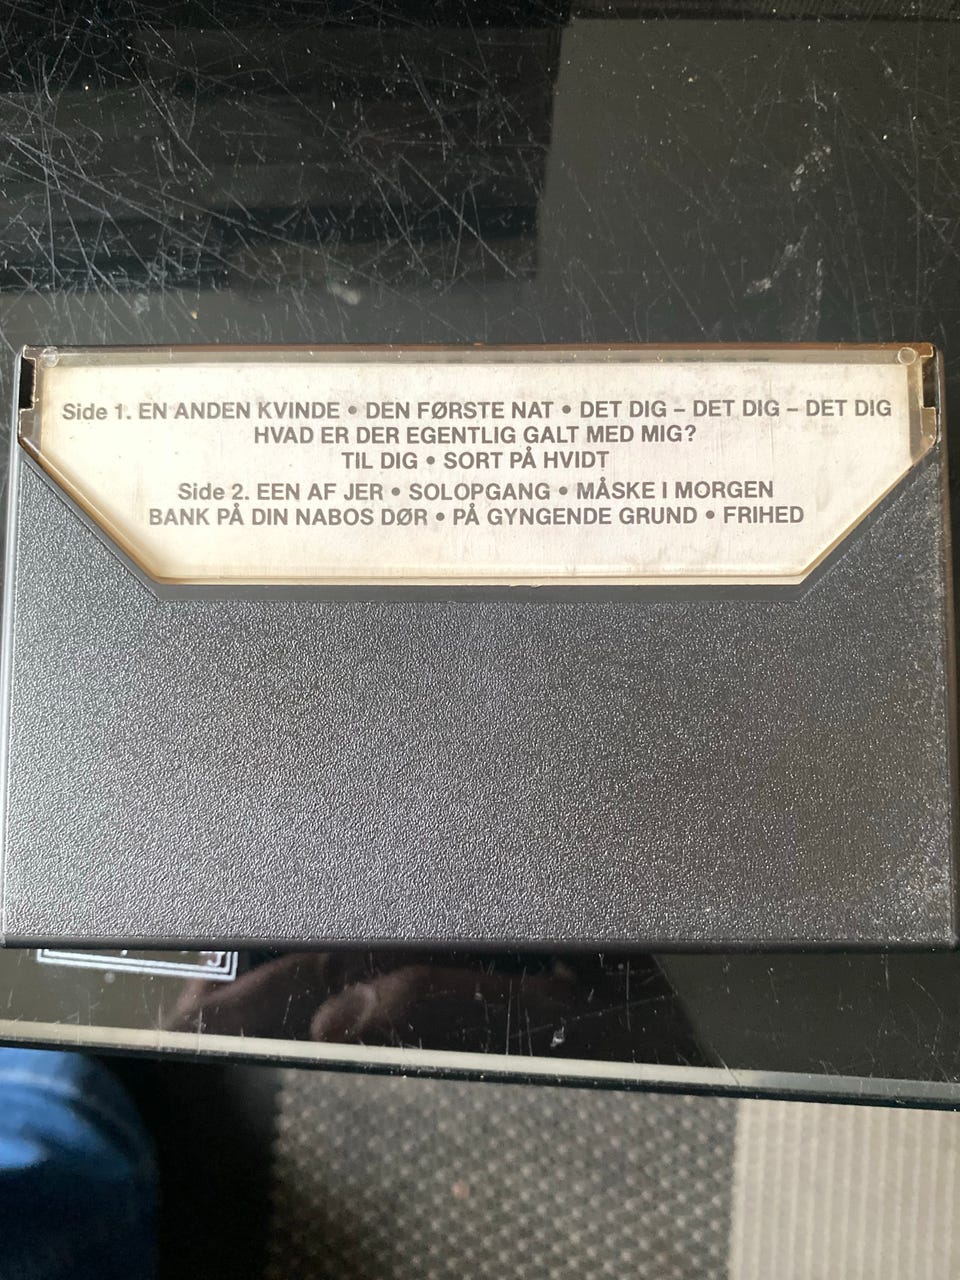 Side 1. EN ANDEN KVINDE • DEN FØRSTE NAT • DET DIG – DET DIG – DET DIG
HVAD ER DER EGENTLIG GALT MED MIG?
TIL DIG • SORT PÅ HVIDT
Side 2. EEN AF JER • SOLOPGANG • MÅSKE I MORGEN
BANK PÅ DIN NABOS DØR • PÅ GYNGENDE GRUND • FRIHED